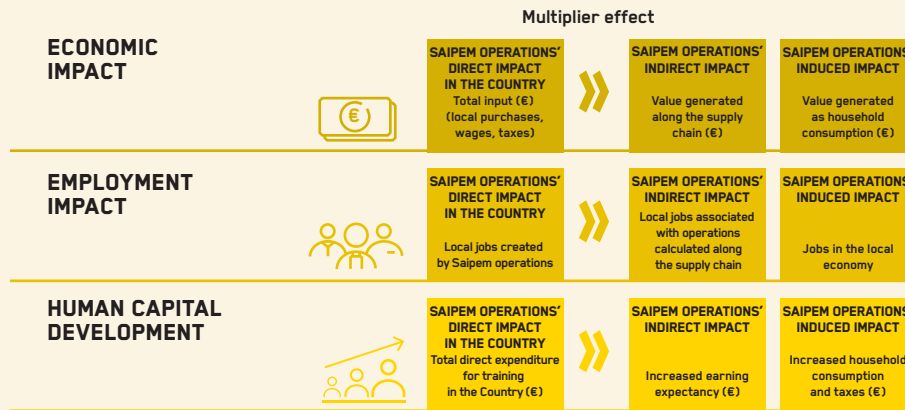 Multiplier effect
ECONOMIC
IMPACT
SAIPEM OPERATIONS’
DIRECT IMPACT
IN THE COUNTRY
Total input (€)
(local purchases,
wages, taxes)
SAIPEM OPERATIONS’
INDIRECT IMPACT
Value generated
along the supply
chain (€)
SAIPEM OPERATIONS
INDUCED IMPACT
Value generated
as household
consumption (€)
€
EMPLOYMENT
IMPACT
SAIPEM OPERATIONS’
DIRECT IMPACT
IN THE COUNTRY
Local jobs created
by Saipem operations
SAIPEM OPERATIONS’
INDIRECT IMPACT
Local jobs associated
with operations
calculated along
the supply chain
SAIPEM OPERATIONS
INDUCED IMPACT
Jobs in the local
economy
HUMAN CAPITAL
DEVELOPMENT
SAIPEM OPERATIONS’
DIRECT IMPACT
IN THE COUNTRY
Total direct expenditure
for training
in the Country (€)
SAIPEM OPERATIONS’
INDIRECT IMPACT
Increased earning
expectancy (€)
SAIPEM OPERATIONS
INDUCED IMPACT
Increased household
consumption
and taxes (€)